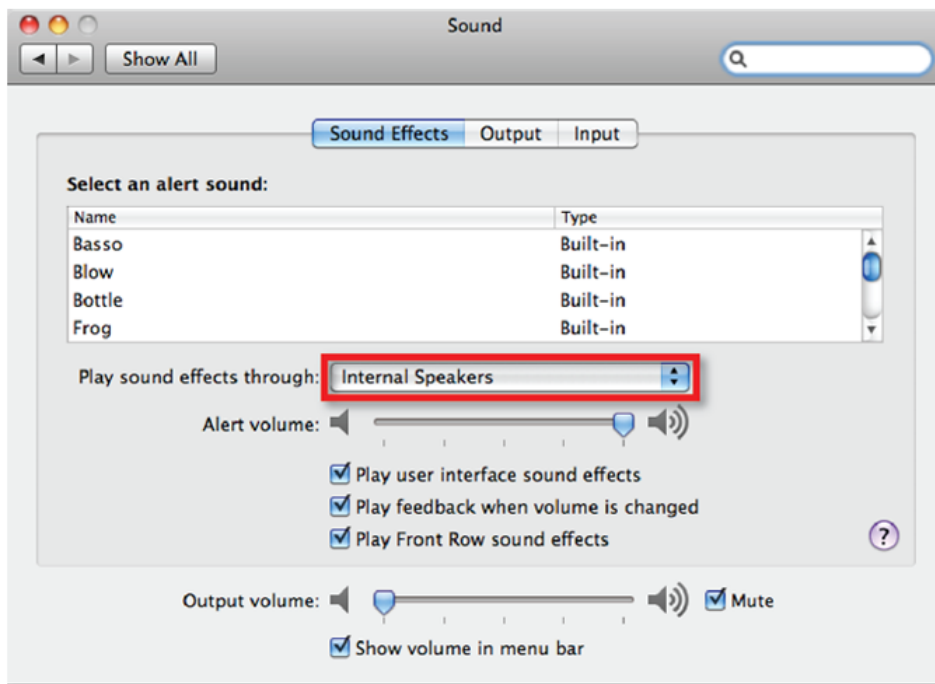 Sound
Show All
Sound Effects Output Input
Select an alert sound:
Name Type
Basso Built-in
Blow Built-in
Bottle Built-in
Frog Built-in
Play sound effects through: Internal Speakers
Alert volume:
Play user interface sound effects
Play feedback when volume is changed
Play Front Row sound effects
?
Output volume: Mute
Show volume in menu bar